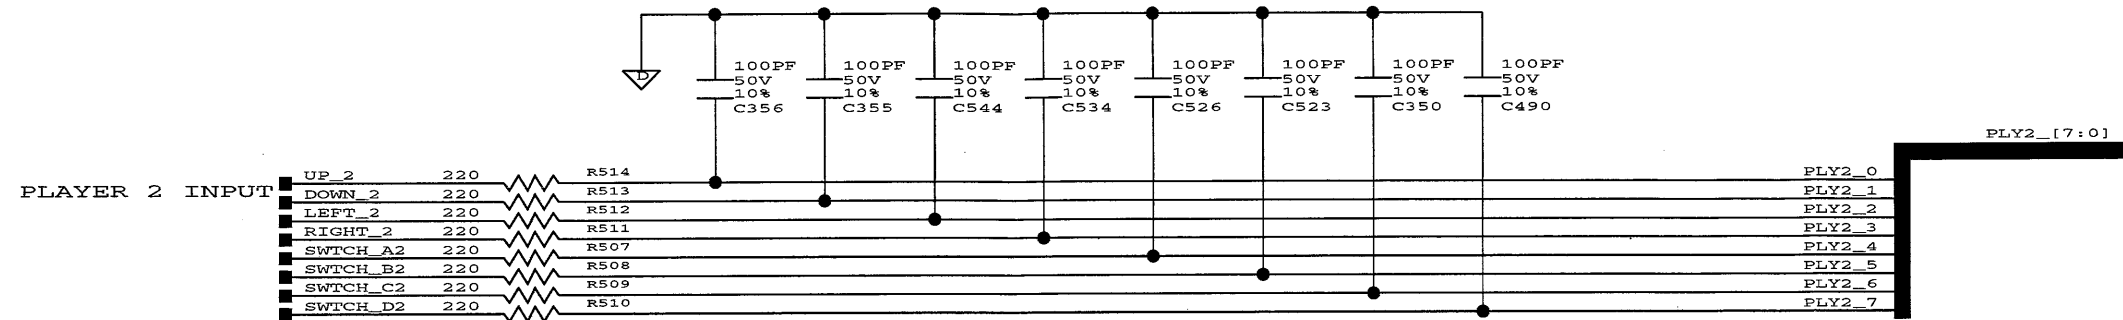 100PF 100PF 100PF 100PF 100PF 100PF 100PF 100PF
50V 50V 50V 50V 50V 50V 50V 50V
10% 10% 10% 10% 10% 10% 10% 10%
C356 C355 C544 C534 C526 C523 C350 C490
D
PLY2_[7:0]
PLAYER 2 INPUT
UP_2 220 R514 PLY2_0
DOWN_2 220 R513 PLY2_1
LEFT_2 220 R512 PLY2_2
RIGHT_2 220 R511 PLY2_3
SWTCH_A2 220 R507 PLY2_4
SWTCH_B2 220 R508 PLY2_5
SWTCH_C2 220 R509 PLY2_6
SWTCH_D2 220 R510 PLY2_7